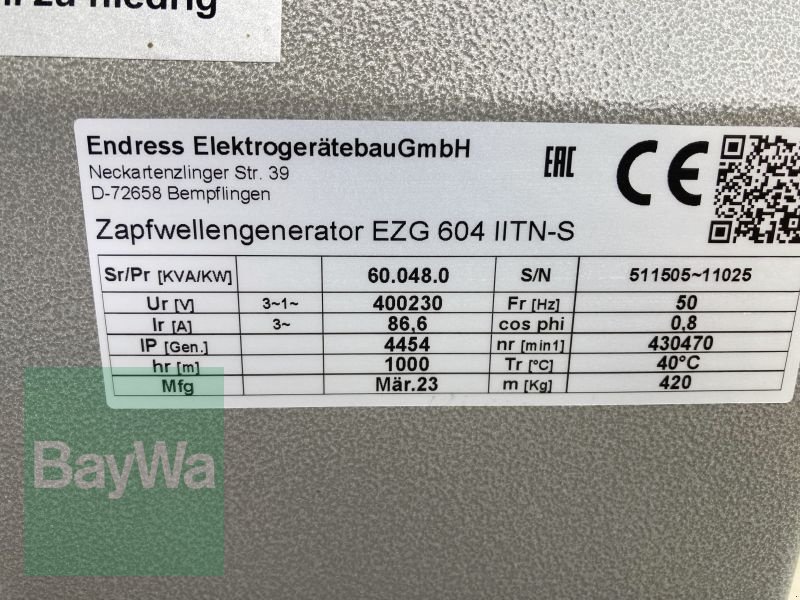 zu niedrig
Endress ElektrogerätebauGmbH
Neckartenzlinger Str. 39
D-72658 Bempflingen
EAC CE
Zapfwellengenerator EZG 604 IITN-S
Sr/Pr [KVA/KW] 60.048.0 S/N 511505~11025
Ur [V] 3~1~ 400230 Fr [Hz] 50
Ir [A] 3~ 86,6 cos phi 0,8
IP [Gen.] 4454 nr [min1] 430470
hr [m] 1000 Tr [°C] 40°C
Mfg Mär.23 m [Kg] 420
BayWa